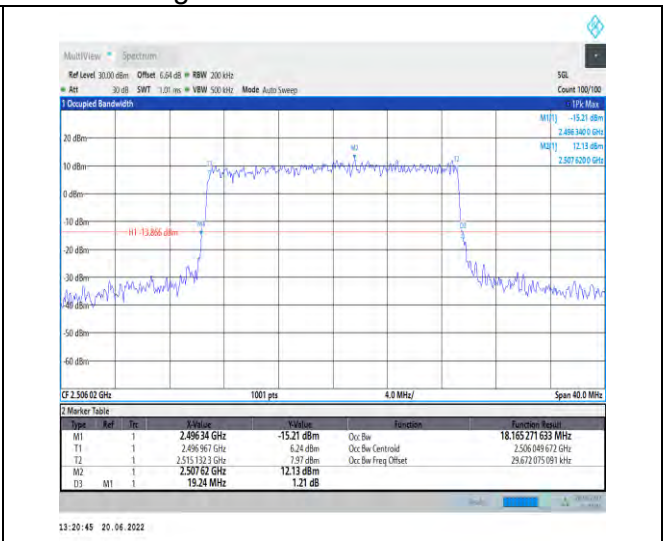 MultiView Spectrum
Ref Level 30.00 dBm Offset 6.64 dB RBW 200 kHz SGL
Att 30 dB SWT 1.01 ms VBW 500 kHz Mode Auto Sweep Count 100/100
1 Occupied Bandwidth 1Pk Max
M1[1] -15.21 dBm
2.496 340 0 GHz
M2[1] 12.13 dBm
2.507 620 0 GHz
20 dBm
M2
T1 T2
10 dBm
0 dBm
-10 dBm
H1 -13.866 dBm
-20 dBm
-30 dBm
-40 dBm
-50 dBm
-60 dBm
CF 2.506 02 GHz 1001 pts 4.0 MHz/ Span 40.0 MHz
2 Marker Table
Type Ref Trc X-Value Y-Value Function Function Result
M1 1 2.496 34 GHz -15.21 dBm Occ Bw 18.165 271 633 MHz
T1 1 2.496 967 GHz 6.24 dBm Occ Bw Centroid 2.506 049 672 GHz
T2 1 2.515 132 3 GHz 7.97 dBm Occ Bw Freq Offset 29.672 075 091 kHz
M2 1 2.507 62 GHz 12.13 dBm
D3 M1 1 19.24 MHz 1.21 dB
13:20:45 20.06.2022